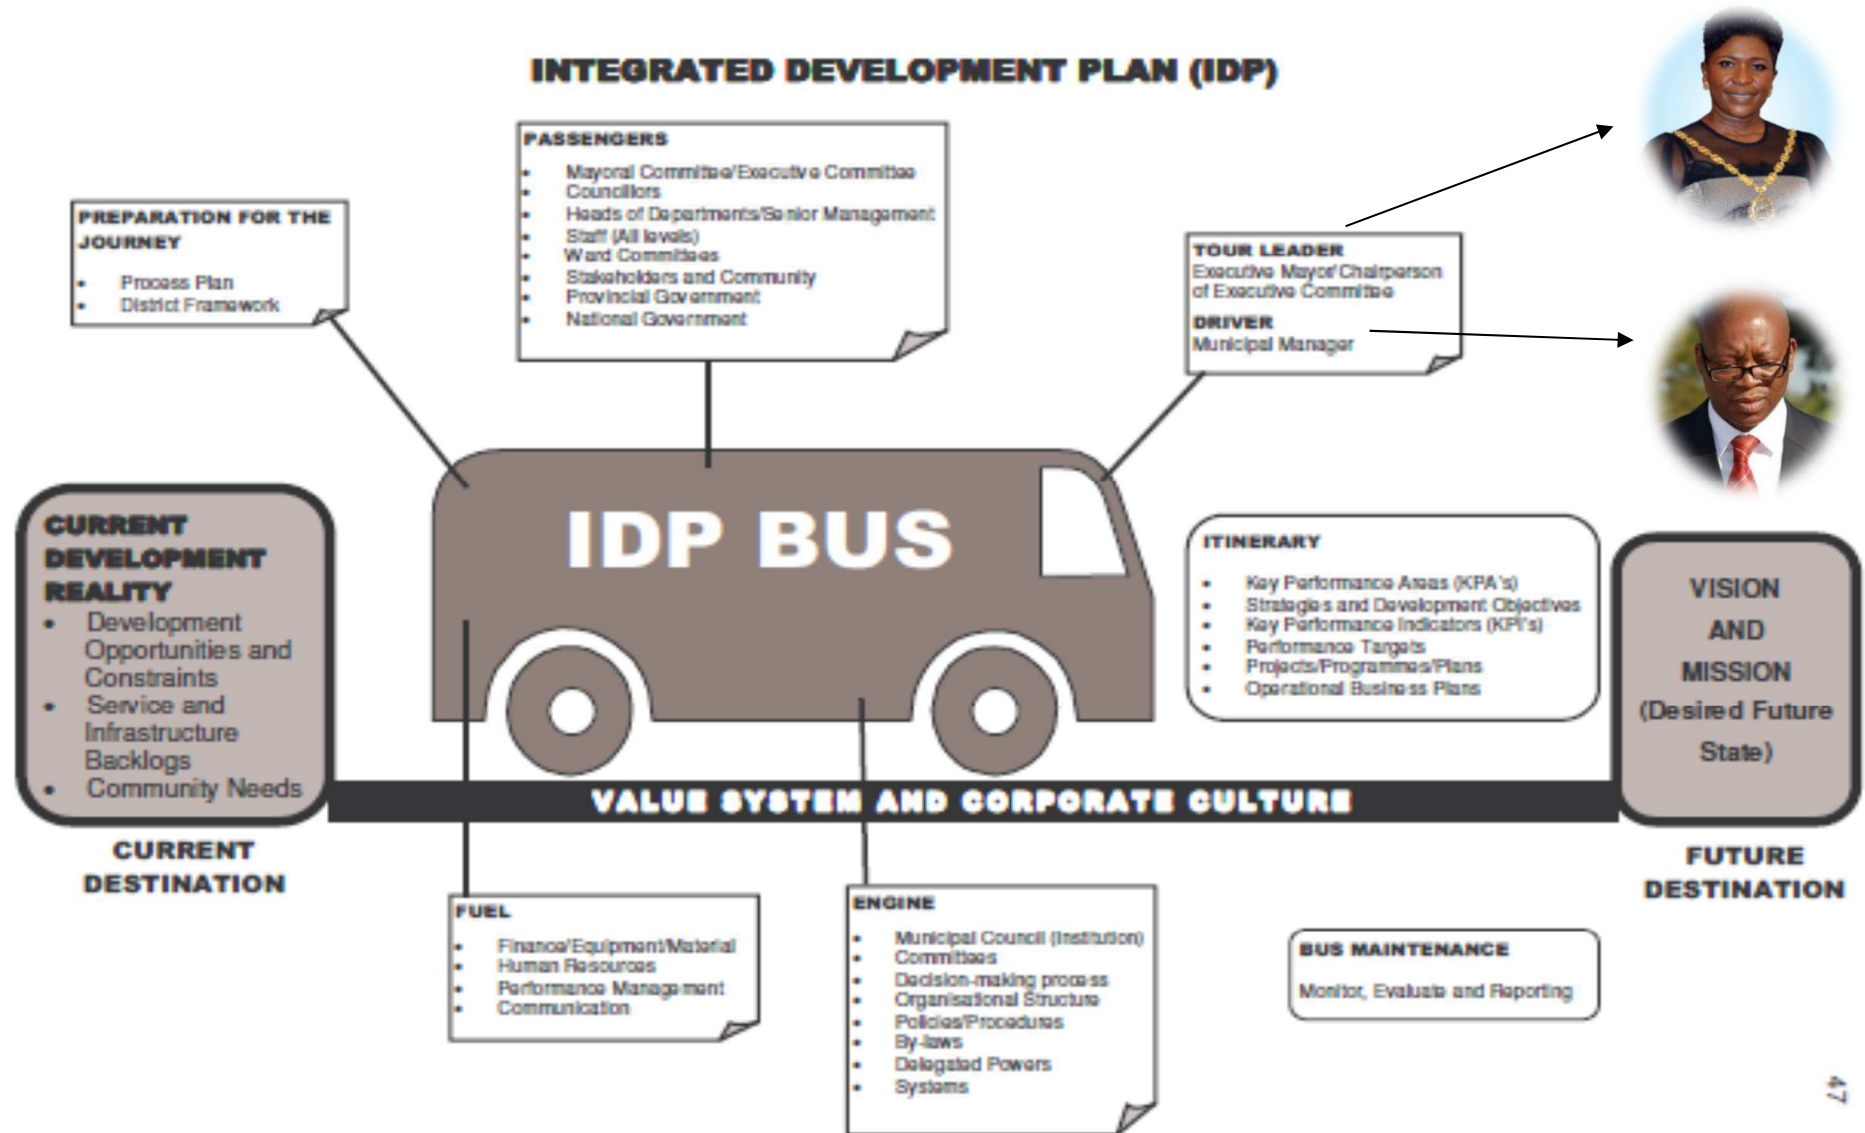 INTEGRATED DEVELOPMENT PLAN (IDP)
PASSENGERS
• Mayoral Committee/Executive Committee
• Councillors
• Heads of Departments/Senior Management
• Staff (All levels)
• Ward Committees
• Stakeholders and Community
• Provincial Government
• National Government
PREPARATION FOR THE
JOURNEY
• Process Plan
• District Framework
TOUR LEADER
Executive Mayor/Chairperson
of Executive Committee
DRIVER
Municipal Manager
IDP BUS
CURRENT
DEVELOPMENT
REALITY
• Development
Opportunities and
Constraints
• Service and
Infrastructure
Backlogs
• Community Needs
CURRENT
DESTINATION
ITINERARY
• Key Performance Areas (KPA's)
• Strategies and Development Objectives
• Key Performance Indicators (KPI's)
• Performance Targets
• Projects/Programmes/Plans
• Operational Business Plans
VISION
AND
MISSION
(Desired Future
State)
FUTURE
DESTINATION
VALUE SYSTEM AND CORPORATE CULTURE
FUEL
• Finance/Equipment/Material
• Human Resources
• Performance Management
• Communication
ENGINE
• Municipal Council (Institution)
• Committees
• Decision-making process
• Organisational Structure
• Policies/Procedures
• By-laws
• Delegated Powers
• Systems
BUS MAINTENANCE
Monitor, Evaluate and Reporting
47